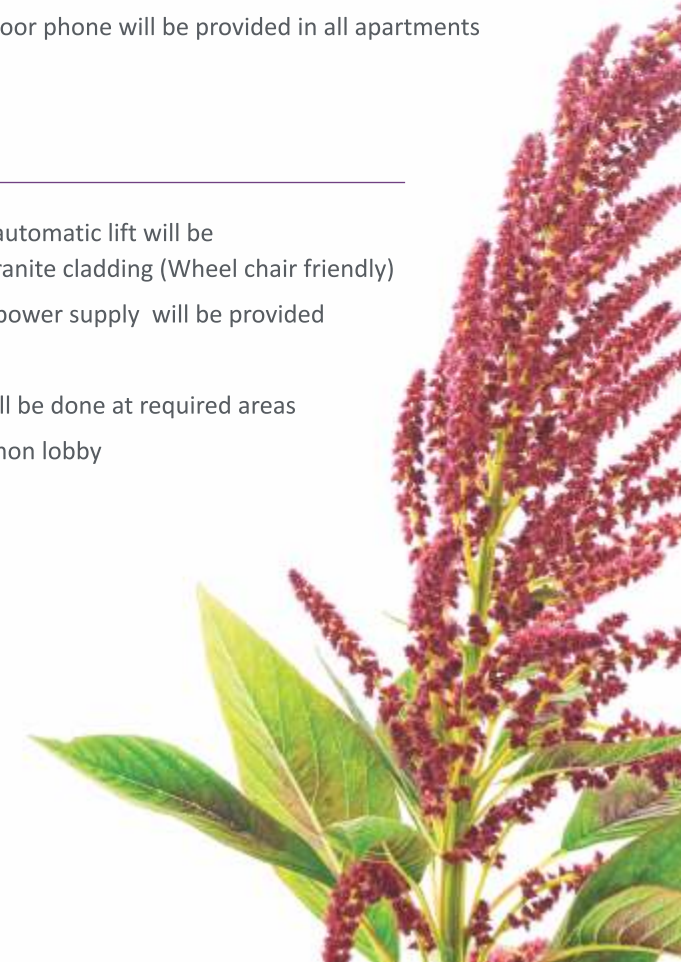 oor phone will be provided in all apartments
automatic lift will be
ranite cladding (Wheel chair friendly)
power supply will be provided
ll be done at required areas
non lobby